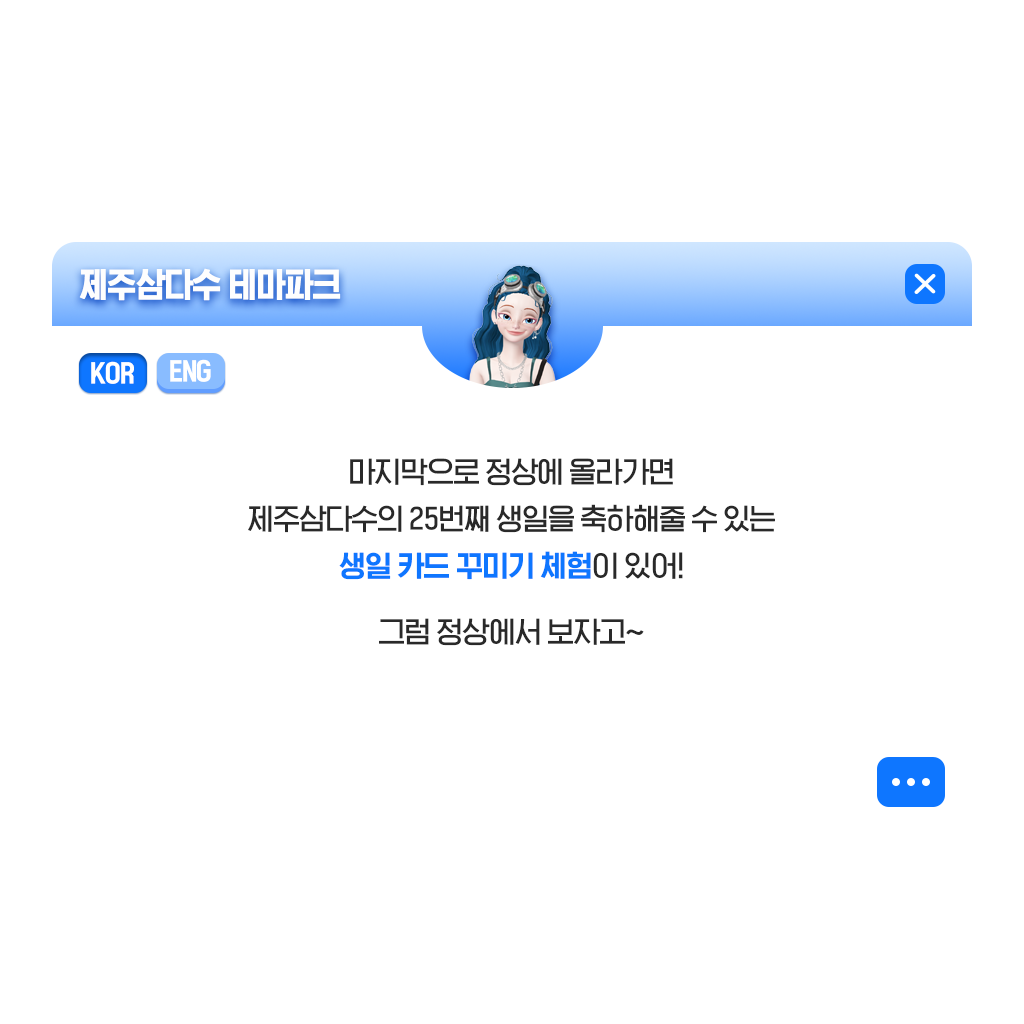 제주삼다수 테마파크
KOR ENG
마지막으로 정상에 올라가면
제주삼다수의 25번째 생일을 축하해줄 수 있는
생일 카드 꾸미기 체험이 있어!
그럼 정상에서 보자고~